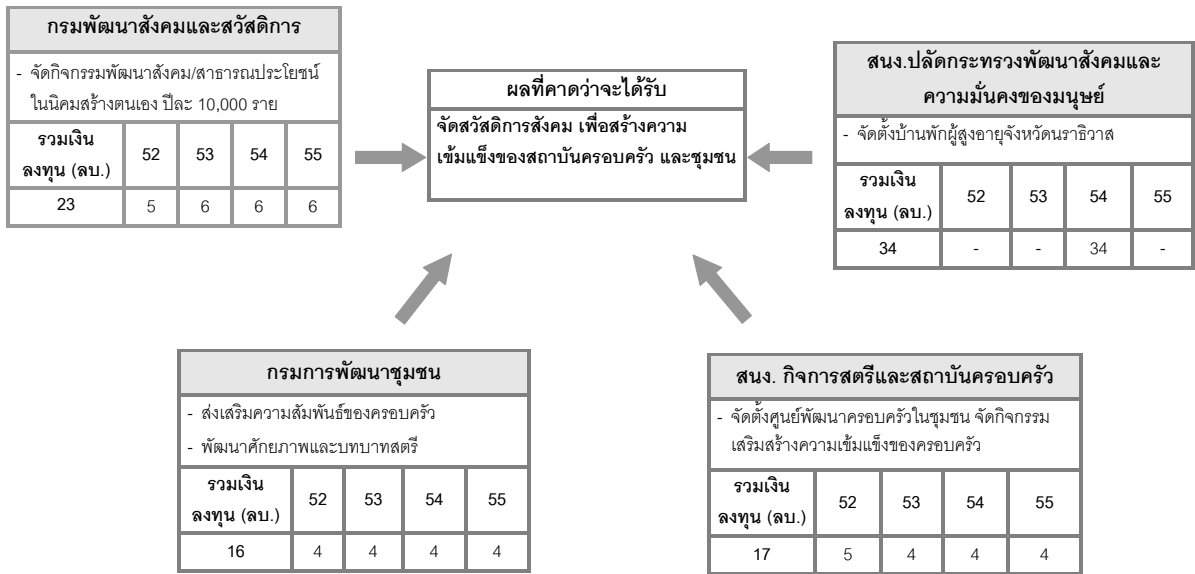 กรมพัฒนาสังคมและสวัสดิการ
- จัดกิจกรรมพัฒนาสังคม/สาธารณประโยชน์
ในนิคมสร้างตนเอง ปีละ 10,000 ราย
รวมเงิน
ลงทุน (ลบ.) 52 53 54 55
23 5 6 6 6
ผลที่คาดว่าจะได้รับ
จัดสวัสดิการสังคม เพื่อสร้างความ
เข้มแข็งของสถาบันครอบครัว และชุมชน
สนง.ปลัดกระทรวงพัฒนาสังคมและ
ความมั่นคงของมนุษย์
- จัดตั้งบ้านพักผู้สูงอายุจังหวัดนราธิวาส
รวมเงิน
ลงทุน (ลบ.) 52 53 54 55
34 - - 34 -
กรมการพัฒนาชุมชน
- ส่งเสริมความสัมพันธ์ของครอบครัว
- พัฒนาศักยภาพและบทบาทสตรี
รวมเงิน
ลงทุน (ลบ.) 52 53 54 55
16 4 4 4 4
สนง. กิจการสตรีและสถาบันครอบครัว
- จัดตั้งศูนย์พัฒนาครอบครัวในชุมชน จัดกิจกรรม
เสริมสร้างความเข้มแข็งของครอบครัว
รวมเงิน
ลงทุน (ลบ.) 52 53 54 55
17 5 4 4 4